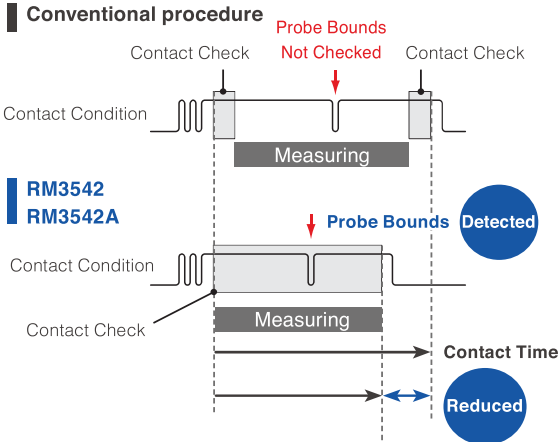 Conventional procedure
Probe Bounds
Not Checked
Contact Check
Contact Check
Contact Condition
Measuring
RM3542
RM3542A
Probe Bounds
Detected
Contact Condition
Measuring
Contact Check
Contact Time
Reduced